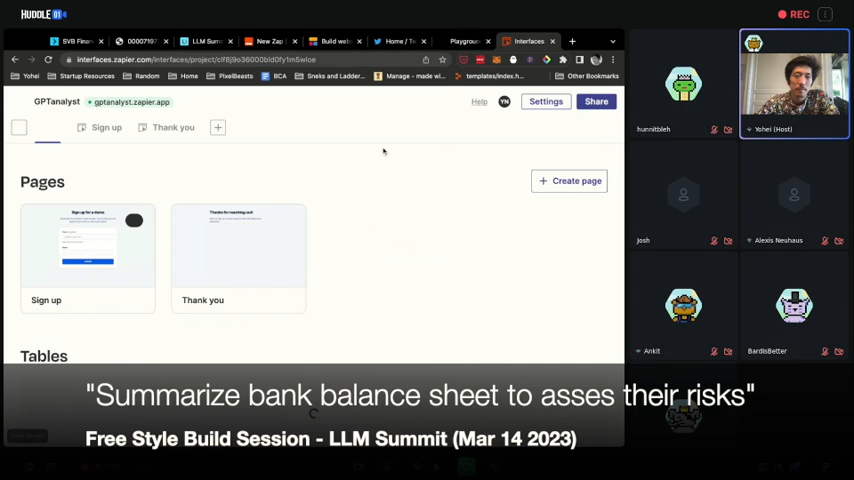 HUDDLE 01
REC
SVB Finan
0000719
LLM Sum
New Zap
Build web
Home / Tw
Playgroun
Interfaces
interfaces.zapier.com/interfaces/project/
Yohei
Startup Resources
Random
Home
PixelBeasts
BCA
Sneks and Ladder...
Manage - made wi...
templates/index.h...
Other Bookmarks
GPTanalyst
gptanalyst.zapier.app
Help
YN
Settings
Share
Sign up
Thank you
Pages
Create page
Sign up for a demo
Thanks for reaching out!
Sign up
Thank you
Tables
hunnitbleh
Yohei (Host)
Josh
Alexis Neuhaus
Ankit
BardisBetter
"Summarize bank balance sheet to asses their risks"
Free Style Build Session - LLM Summit (Mar 14 2023)